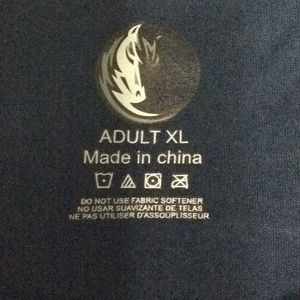 ADULT XL
Made in china
DO NOT USE FABRIC SOFTENER
NO USAR SUAVIZANTE DE TELAS
NE PAS UTILISER D'ASSOUPLISSEUR